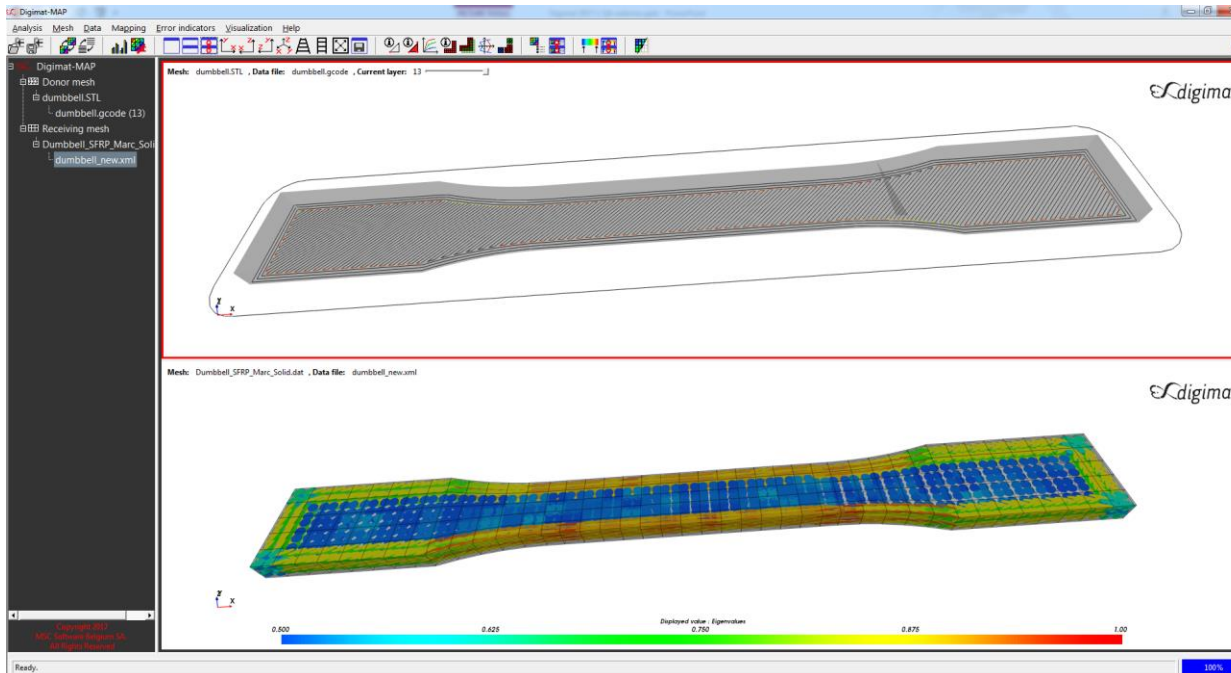 Digimat-MAP
Analysis Mesh Data Mapping Error indicators Visualization Help
Digimat-MAP
Donor mesh
dumbbell.STL
dumbbell.gcode (13)
Receiving mesh
Dumbbell_SFRP_Marc_Soli
dumbbell_new.xml
Mesh: dumbbell.STL , Data file: dumbbell.gcode , Current layer: 13
digima
Y
X
Mesh: Dumbbell_SFRP_Marc_Solid.dat , Data file: dumbbell_new.xml
digima
Y
X
Displayed value : Eigenvalues
0.500 0.625 0.750 0.875 1.00
MSC Software Belgium SA
All Rights Reserved
Ready.
100%